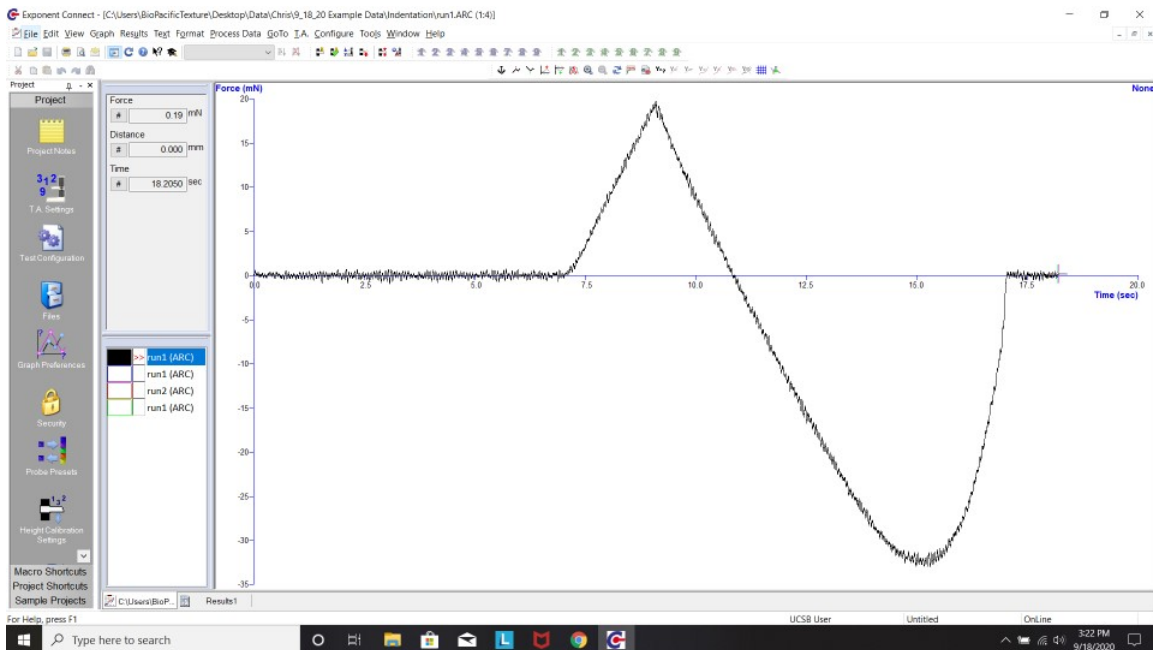 Exponent Connect - [C:\Users\BioPacificTexture\Desktop\Data\Chris\9_18_20 Example Data\Indentation\run1.ARC (1:4)]
File Edit View Graph Results Text Format Process Data GoTo T.A. Configure Tools Window Help
Project
Project
Project Notes
T.A. Settings
Test Configuration
Files
Graph Preferences
Security
Probe Presets
Height Calibration
Settings
Macro Shortcuts
Project Shortcuts
Sample Projects
Force
# 0.19 mN
Distance
# 0.000 mm
Time
# 18.2050 sec
>> run1 (ARC)
run1 (ARC)
run2 (ARC)
run1 (ARC)
Force (mN)
None
20
15
10
5
0
-5
-10
-15
-20
-25
-30
-35
0.0 2.5 5.0 7.5 10.0 12.5 15.0 17.5 20.0
Time (sec)
C:\Users\BioP... Results1
For Help, press F1
UCSB User Untitled OnLine
Type here to search
3:22 PM
9/18/2020